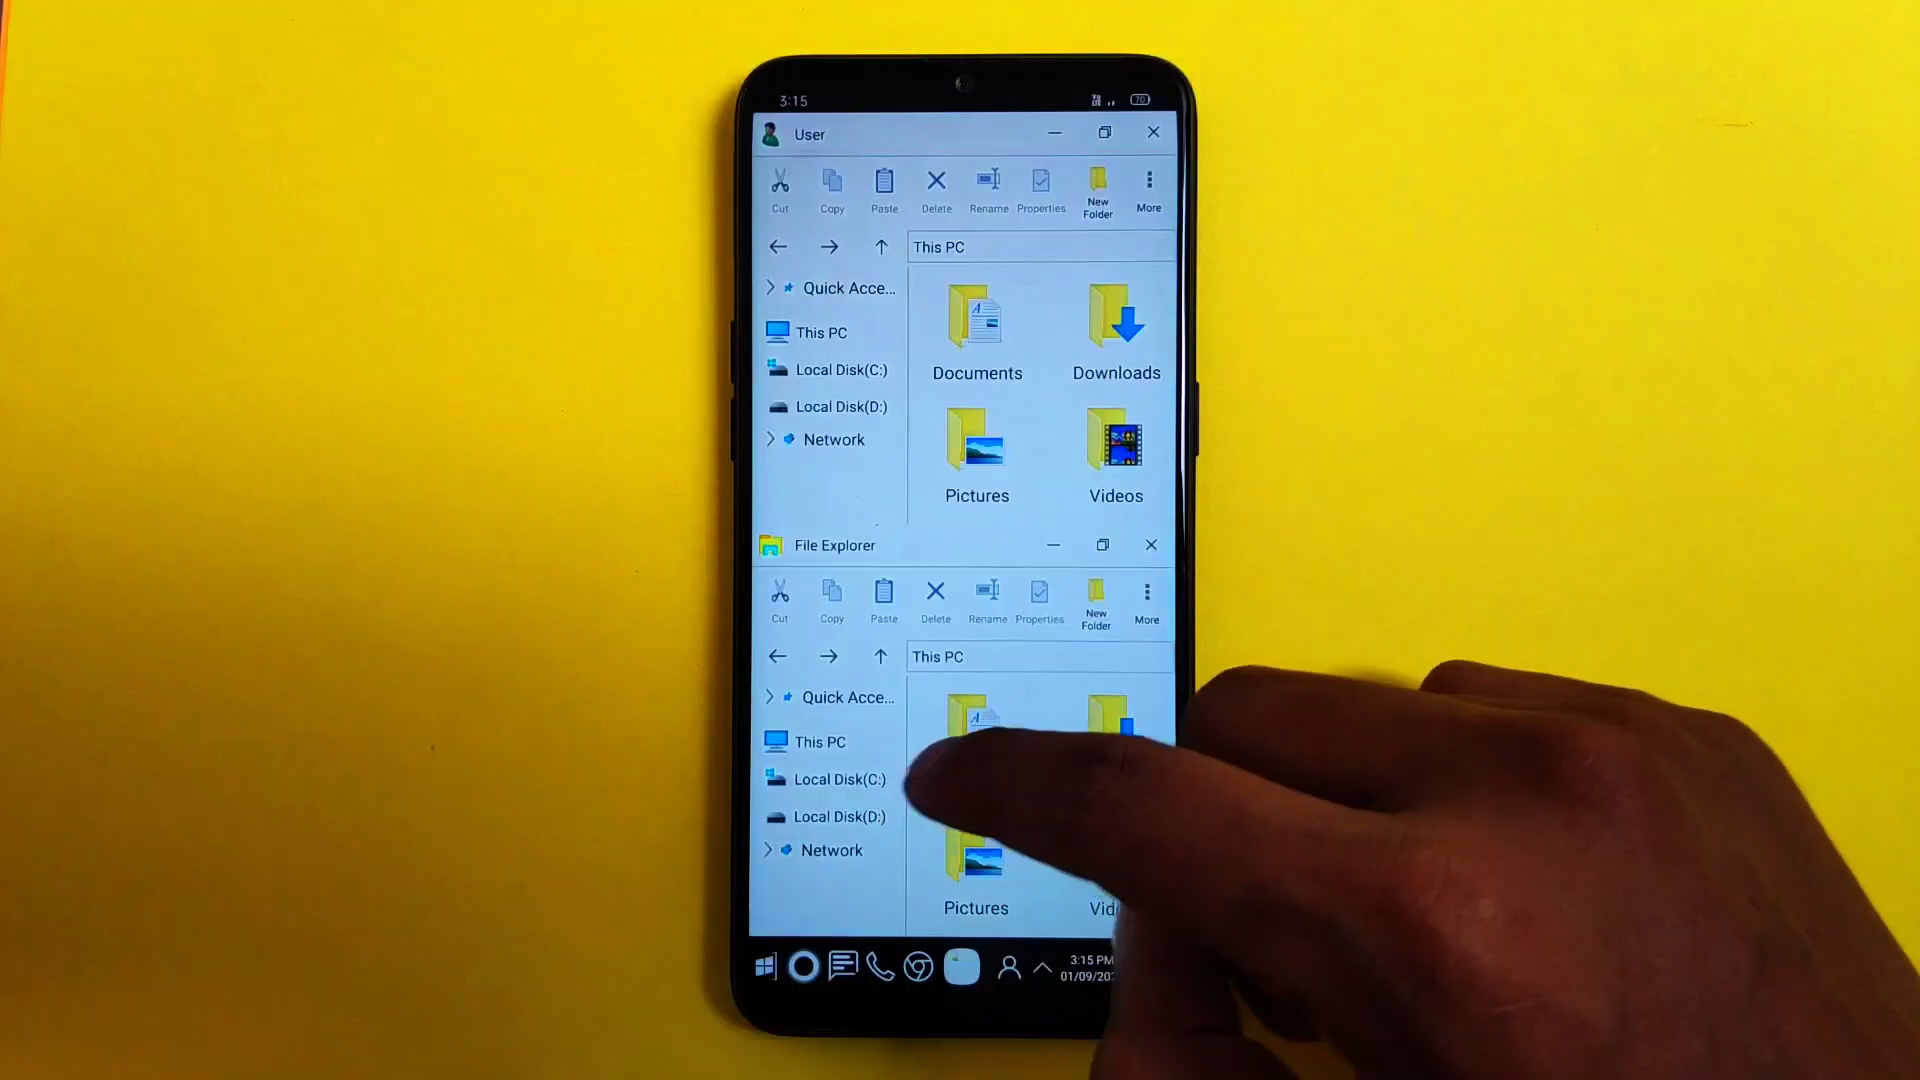 3:15
70
User
Cut Copy Paste Delete Rename Properties New Folder More
This PC
Quick Acce...
This PC
Local Disk(C:)
Local Disk(D:)
Network
Documents Downloads
Pictures Videos
File Explorer
Cut Copy Paste Delete Rename Properties New Folder More
This PC
Quick Acce...
This PC
Local Disk(C:)
Local Disk(D:)
Network
Pictures
3:15 PM